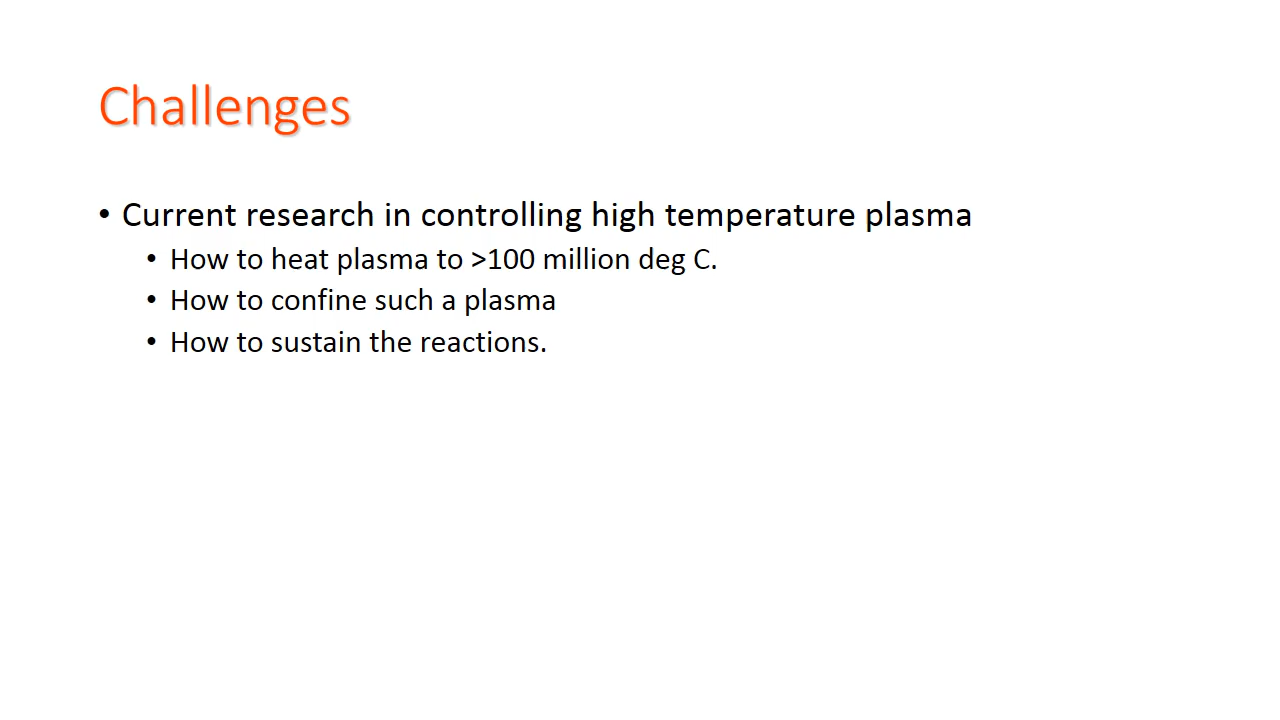 Challenges
• Current research in controlling high temperature plasma
• How to heat plasma to >100 million deg C.
• How to confine such a plasma
• How to sustain the reactions.